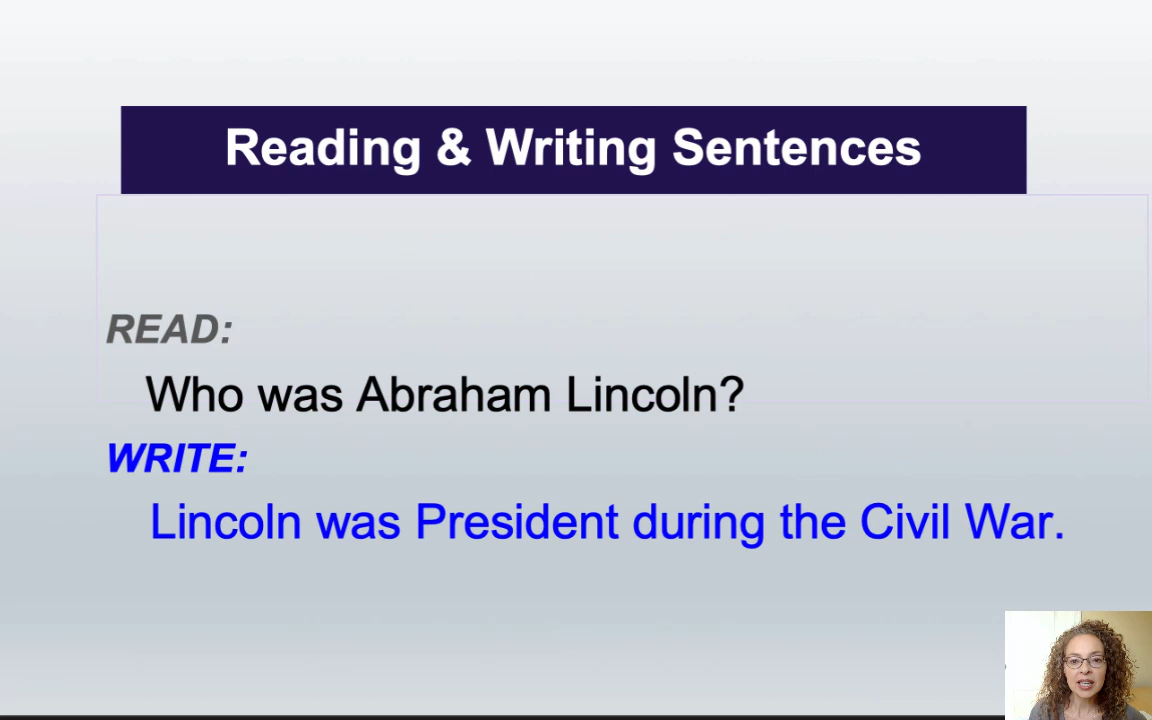 Reading & Writing Sentences
READ:
Who was Abraham Lincoln?
WRITE:
Lincoln was President during the Civil War.